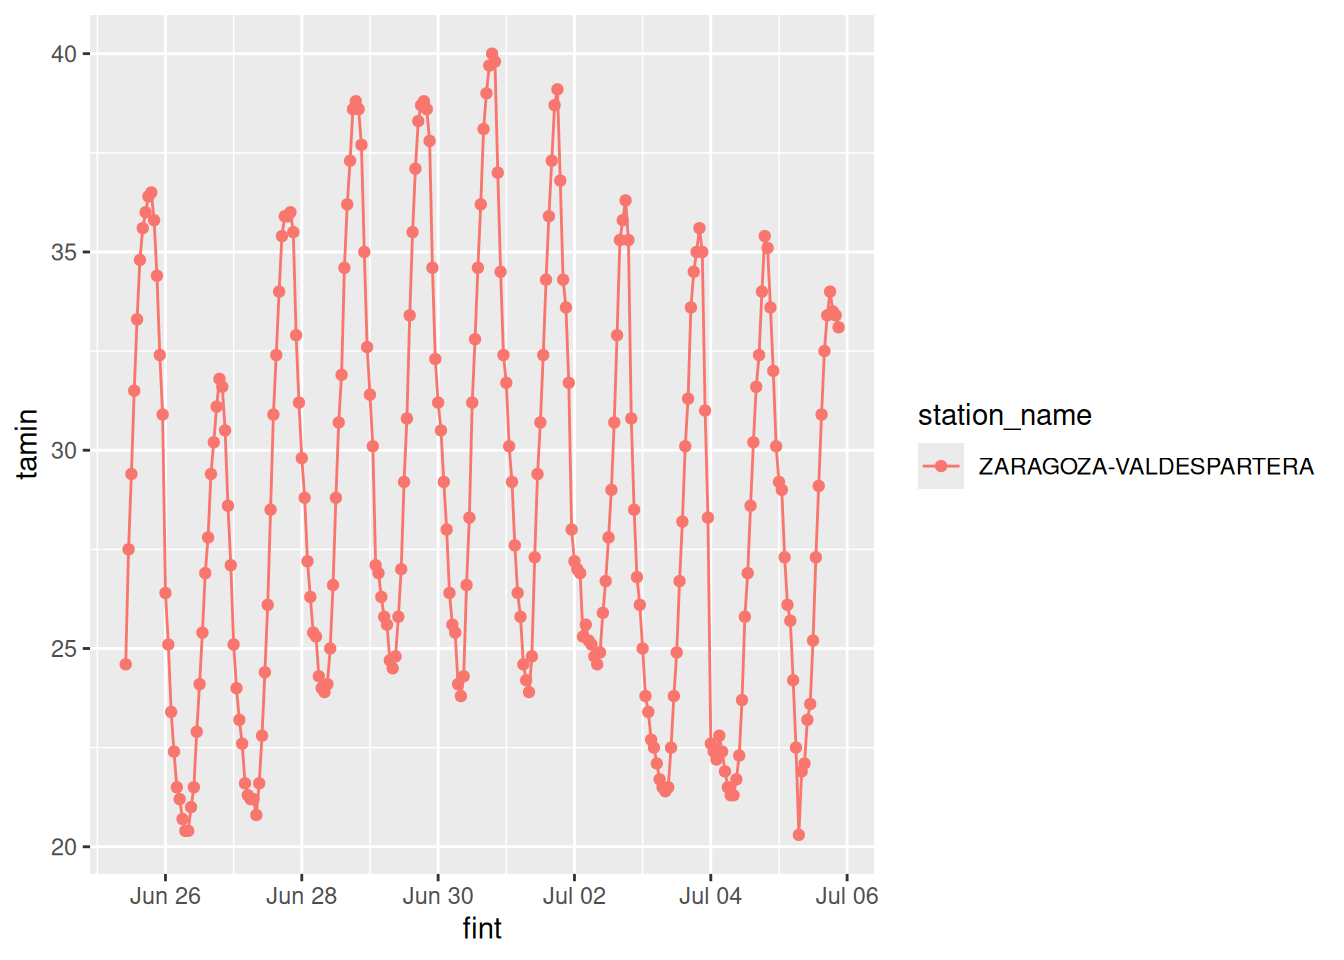 40
35
30
25
20
tamin
Jun 26
Jun 28
Jun 30
Jul 02
Jul 04
Jul 06
fint
station_name
ZARAGOZA-VALDESPARTERA